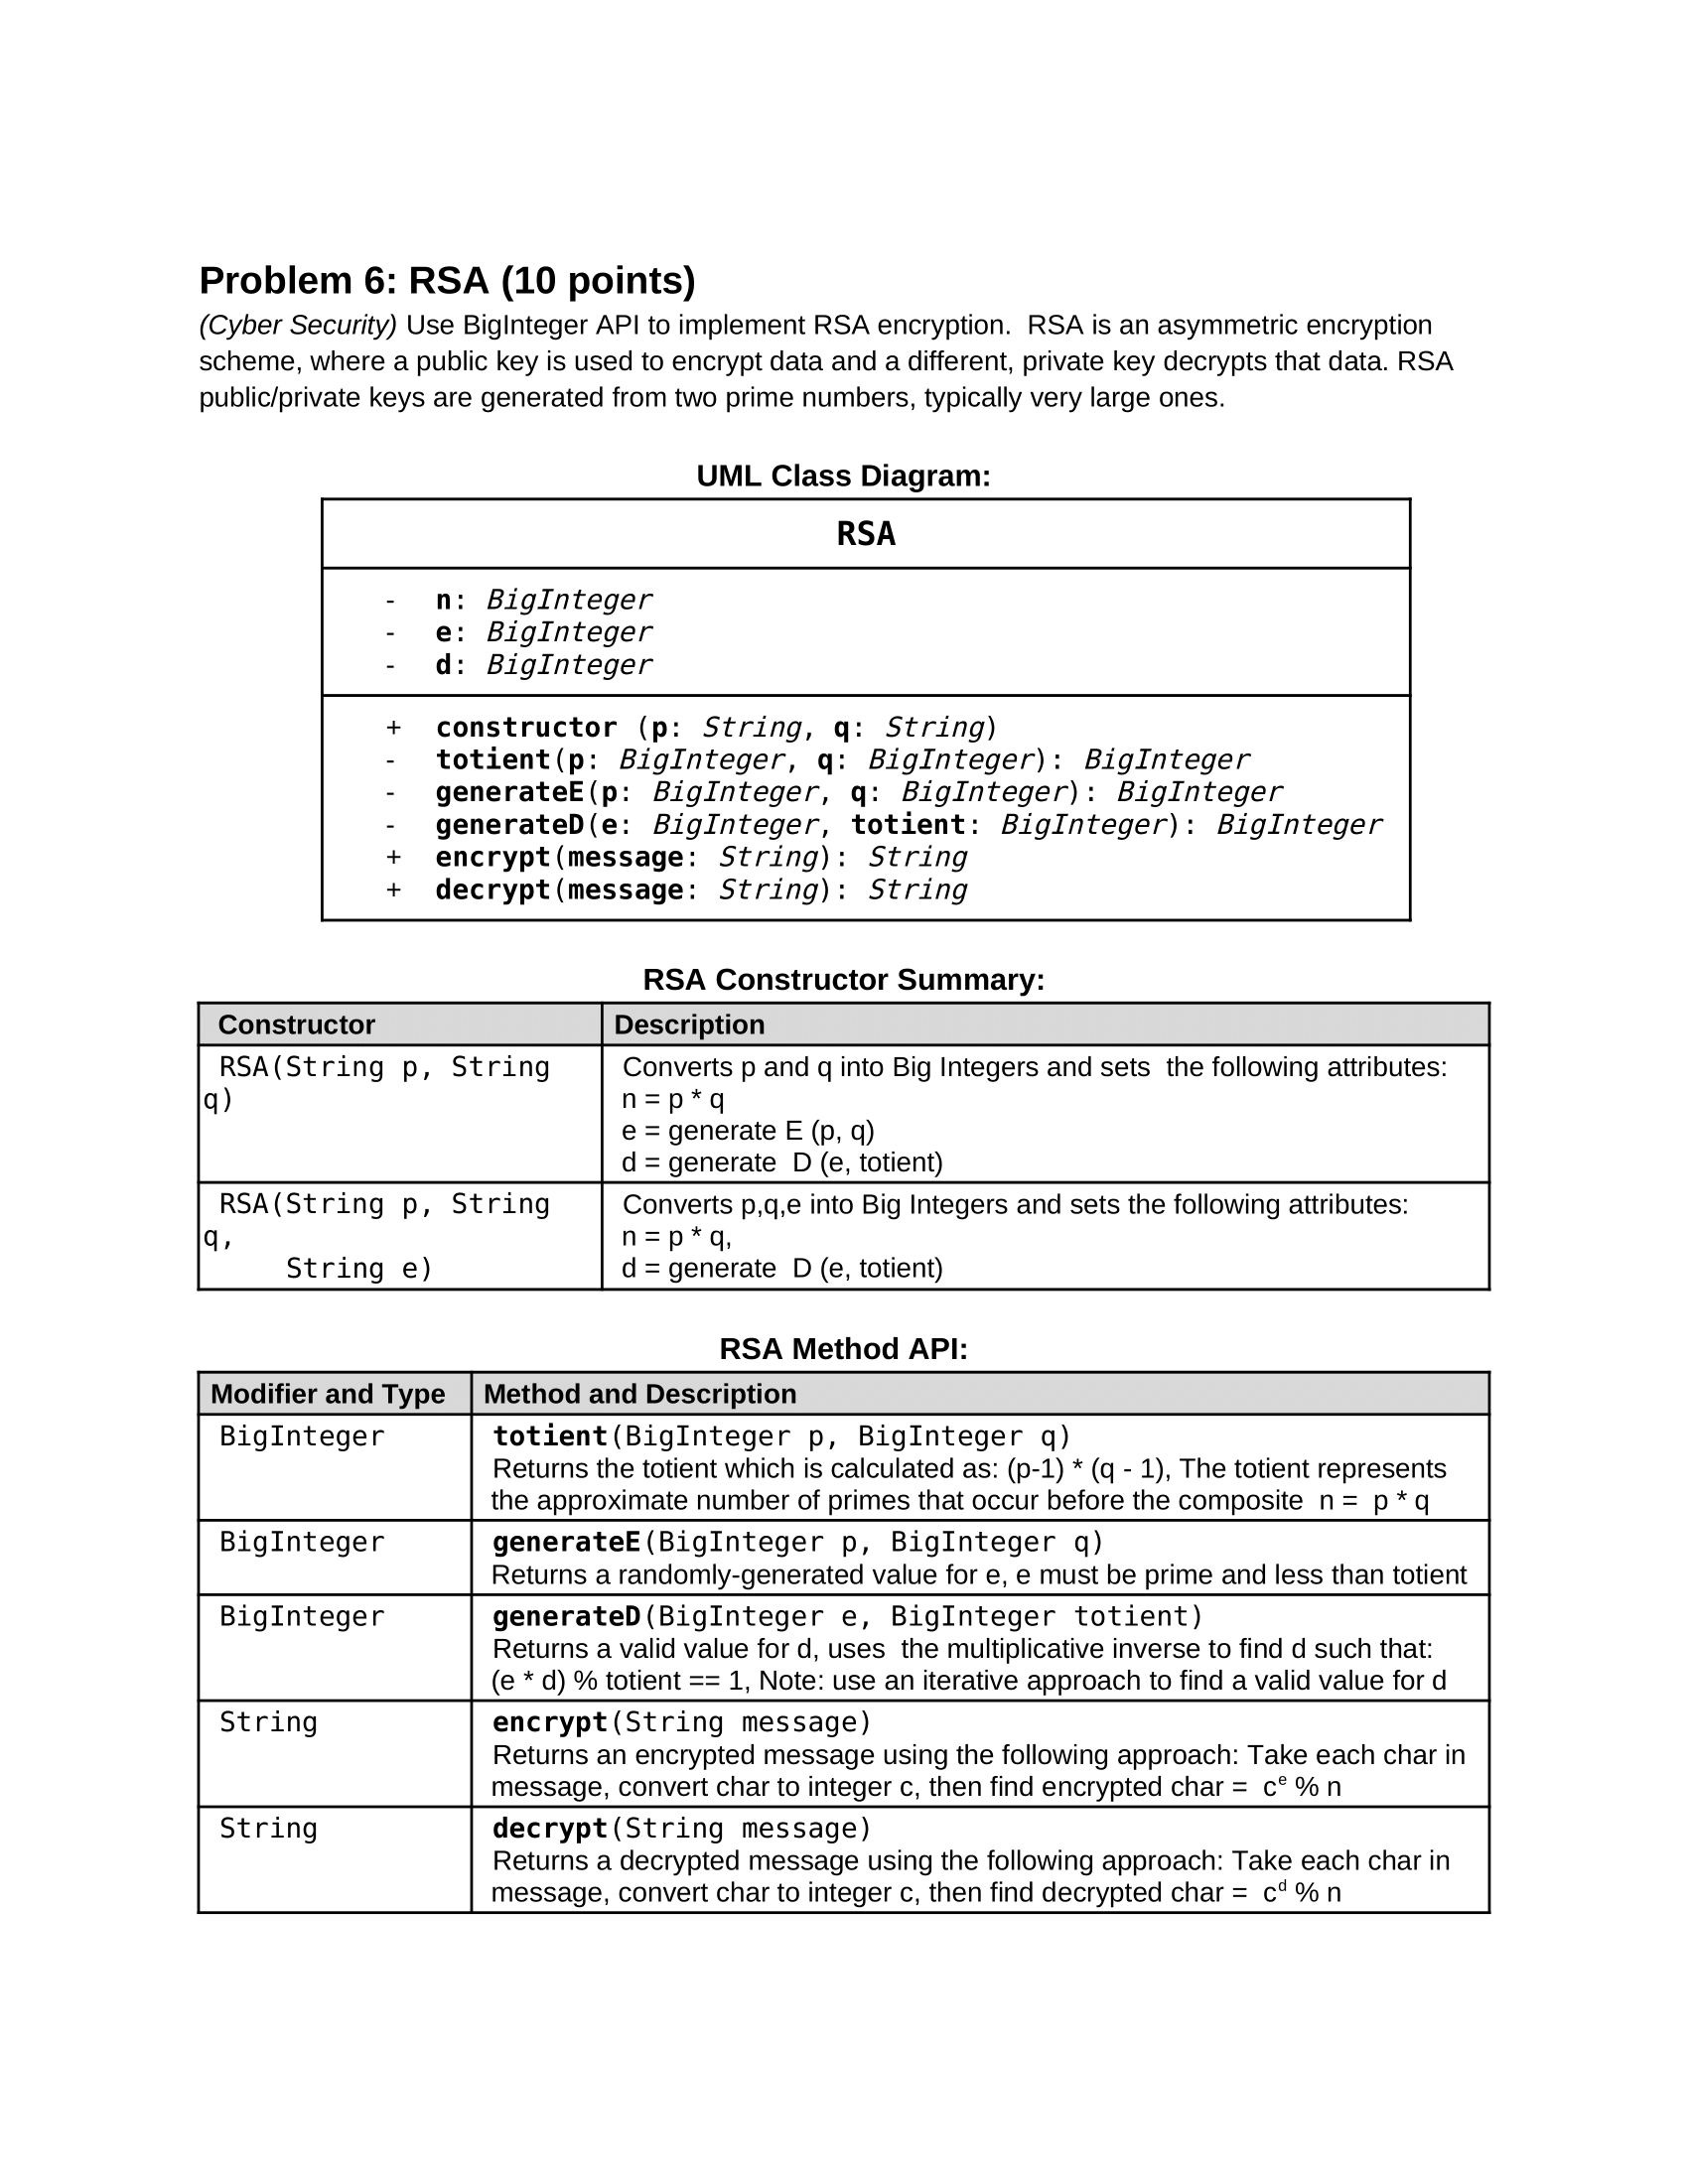 Problem 6: RSA (10 points)
(Cyber Security) Use BigInteger API to implement RSA encryption.  RSA is an asymmetric encryption
scheme, where a public key is used to encrypt data and a different, private key decrypts that data. RSA
public/private keys are generated from two prime numbers, typically very large ones.
UML Class Diagram:
RSA
- n: BigInteger
- e: BigInteger
- d: BigInteger
+ constructor (p: String, q: String)
- totient(p: BigInteger, q: BigInteger): BigInteger
- generateE(p: BigInteger, q: BigInteger): BigInteger
- generateD(e: BigInteger, totient: BigInteger): BigInteger
+ encrypt(message: String): String
+ decrypt(message: String): String
RSA Constructor Summary:
Constructor Description
RSA(String p, String
q)
Converts p and q into Big Integers and sets  the following attributes:
n = p * q
e = generate E (p, q)
d = generate  D (e, totient)
RSA(String p, String
q,
String e)
Converts p,q,e into Big Integers and sets the following attributes:
n = p * q,
d = generate  D (e, totient)
RSA Method API:
Modifier and Type Method and Description
BigInteger totient(BigInteger p, BigInteger q)
Returns the totient which is calculated as: (p-1) * (q - 1), The totient represents
the approximate number of primes that occur before the composite  n =  p * q
BigInteger generateE(BigInteger p, BigInteger q)
Returns a randomly-generated value for e, e must be prime and less than totient
BigInteger generateD(BigInteger e, BigInteger totient)
Returns a valid value for d, uses  the multiplicative inverse to find d such that:
(e * d) % totient == 1, Note: use an iterative approach to find a valid value for d
String encrypt(String message)
Returns an encrypted message using the following approach: Take each char in
message, convert char to integer c, then find encrypted char =  c^e % n
String decrypt(String message)
Returns a decrypted message using the following approach: Take each char in
message, convert char to integer c, then find decrypted char =  c^d % n